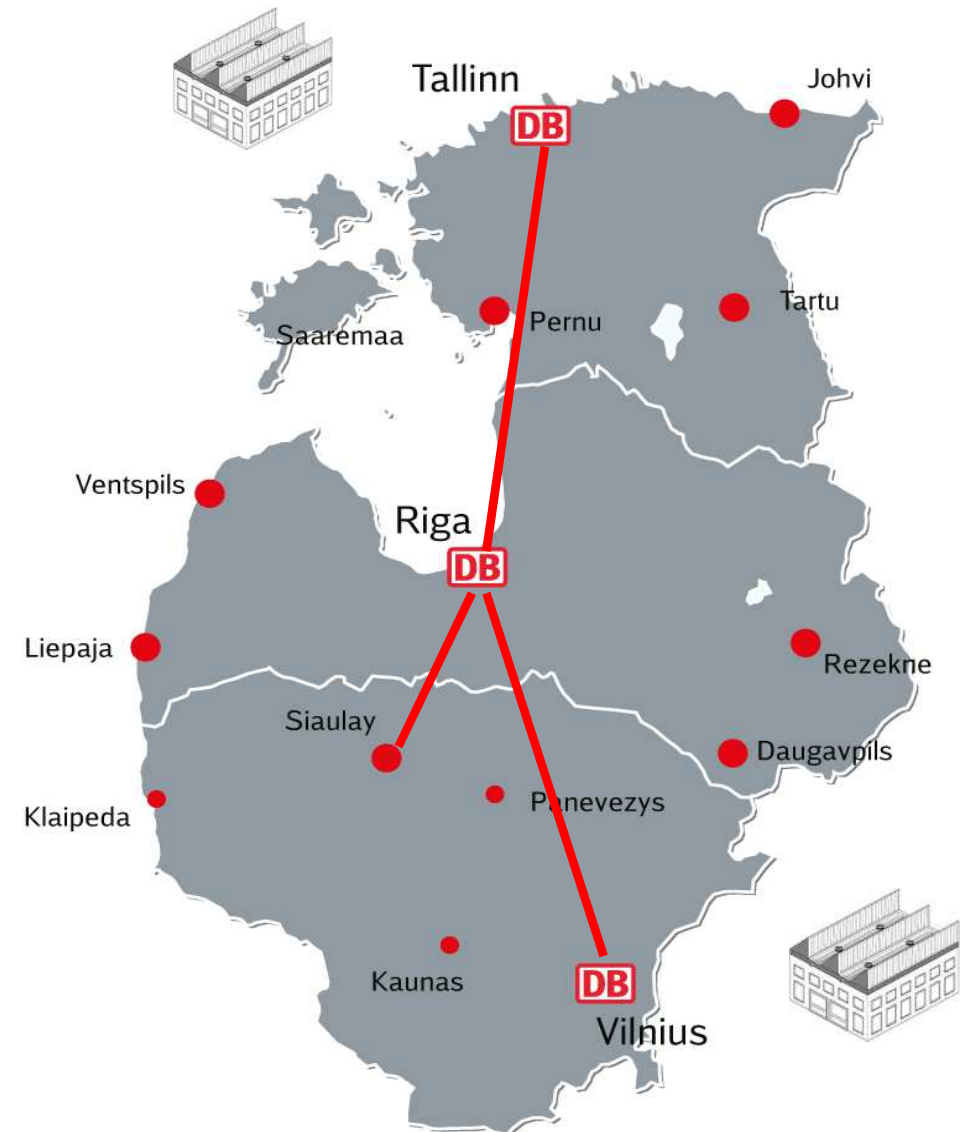 Tallinn
Johvi
DB
Pernu
Tartu
Saaremaa
Ventspils
Riga
DB
Liepaja
Rezekne
Siaulay
Daugavpils
Klaipeda
Panevezys
Kaunas
DB
Vilnius